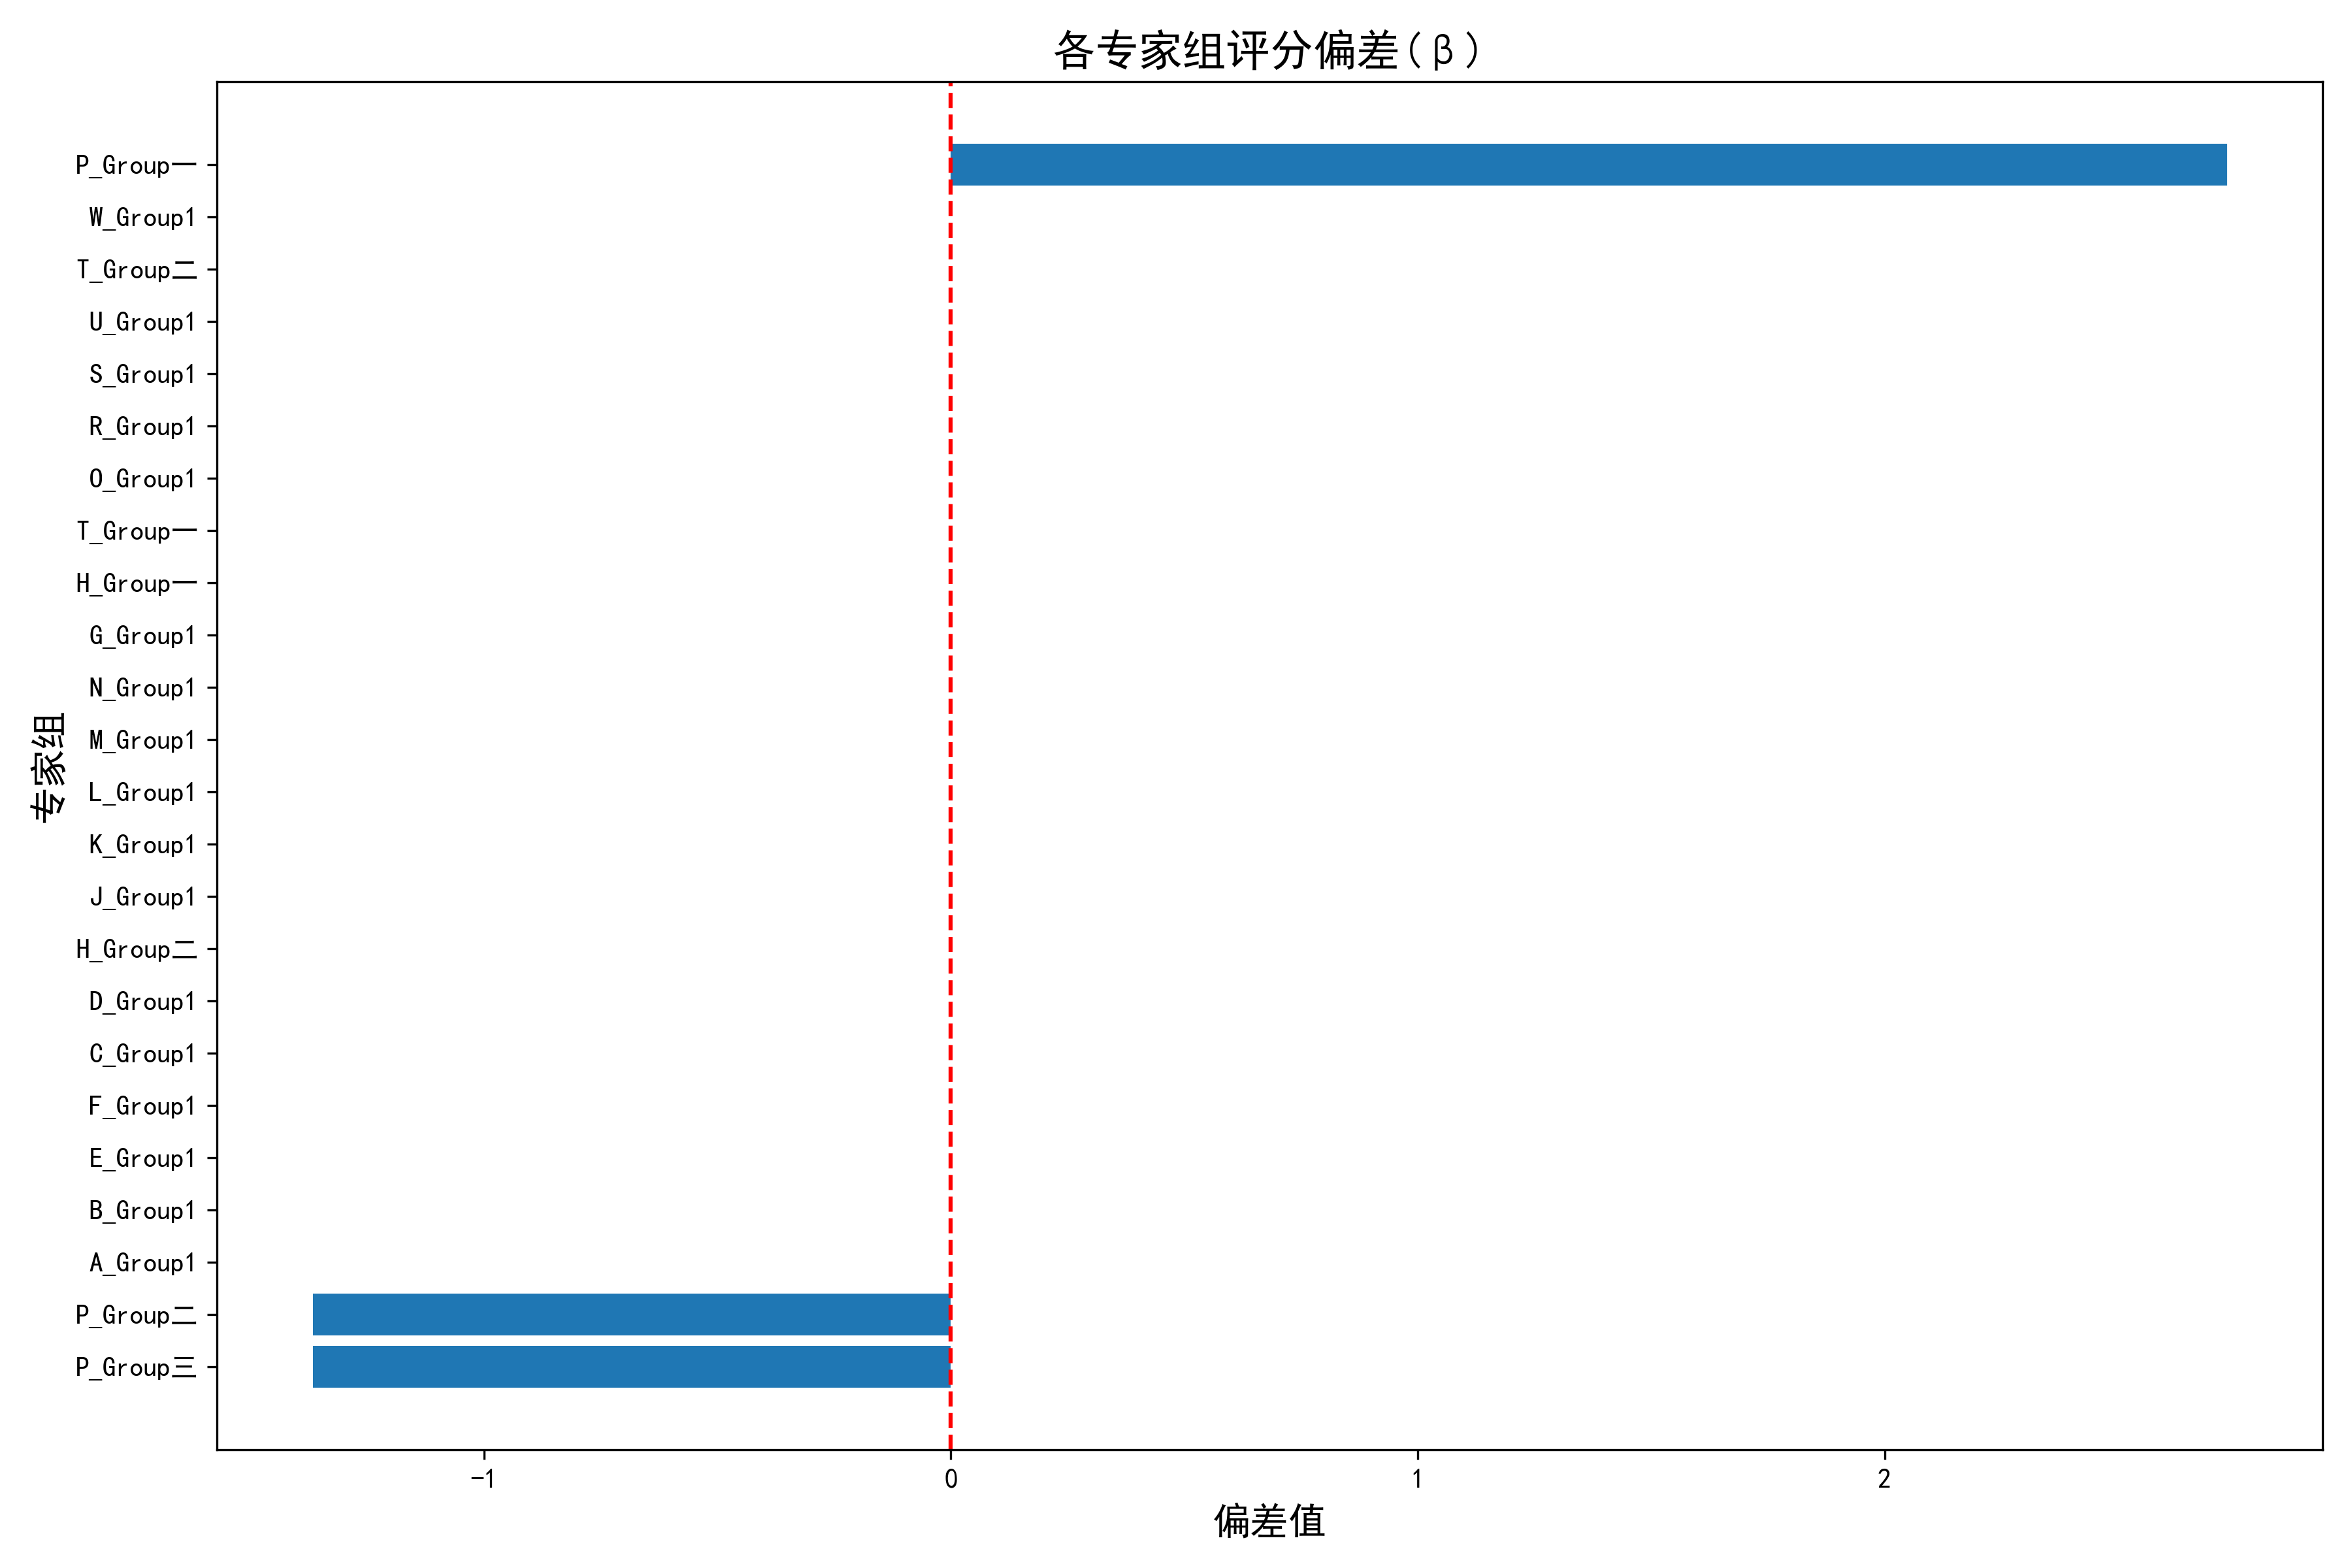 各专家组评分偏差(β)
P_Group一
W_Group1
T_Group二
U_Group1
S_Group1
R_Group1
O_Group1
T_Group一
H_Group一
G_Group1
N_Group1
M_Group1
L_Group1
K_Group1
J_Group1
H_Group二
D_Group1
C_Group1
F_Group1
E_Group1
B_Group1
A_Group1
P_Group二
P_Group三
专家组
-1 0 1 2
偏差值